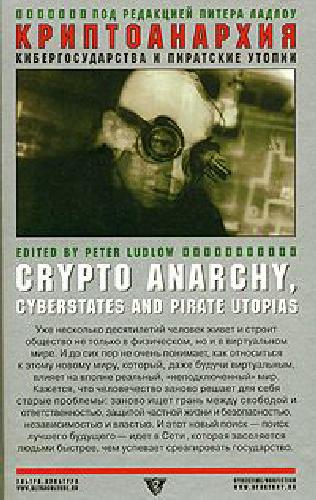 ПОД РЕДАКЦИЕЙ ПИТЕРА ЛАДЛОУ
КРИПТОАНАРХИЯ
КИБЕРГОСУДАРСТВА И ПИРАТСКИЕ УТОПИИ
EDITED BY PETER LUDLOW
CRYPTO ANARCHY,
CYBERSTATES AND PIRATE UTOPIAS
Уже несколько десятилетий человек живет и строит
общество не только в физическом, но и в виртуальном
мире. И до сих пор не очень понимает, как относиться
к этому новому миру, который, даже будучи виртуальным,
влияет на вполне реальный, «неподключенный» мир.
Кажется, что человечество заново решает для себя
старые проблемы: заново ищет грань между свободой и
ответственностью, защитой частной жизни и безопасностью,
независимостью и властью. И этот новый поиск — поиск
лучшего будущего — идет в Сети, которая заселяется
людьми быстрее, чем успевает среагировать государство.
УЛЬТРА.КУЛЬТУРА